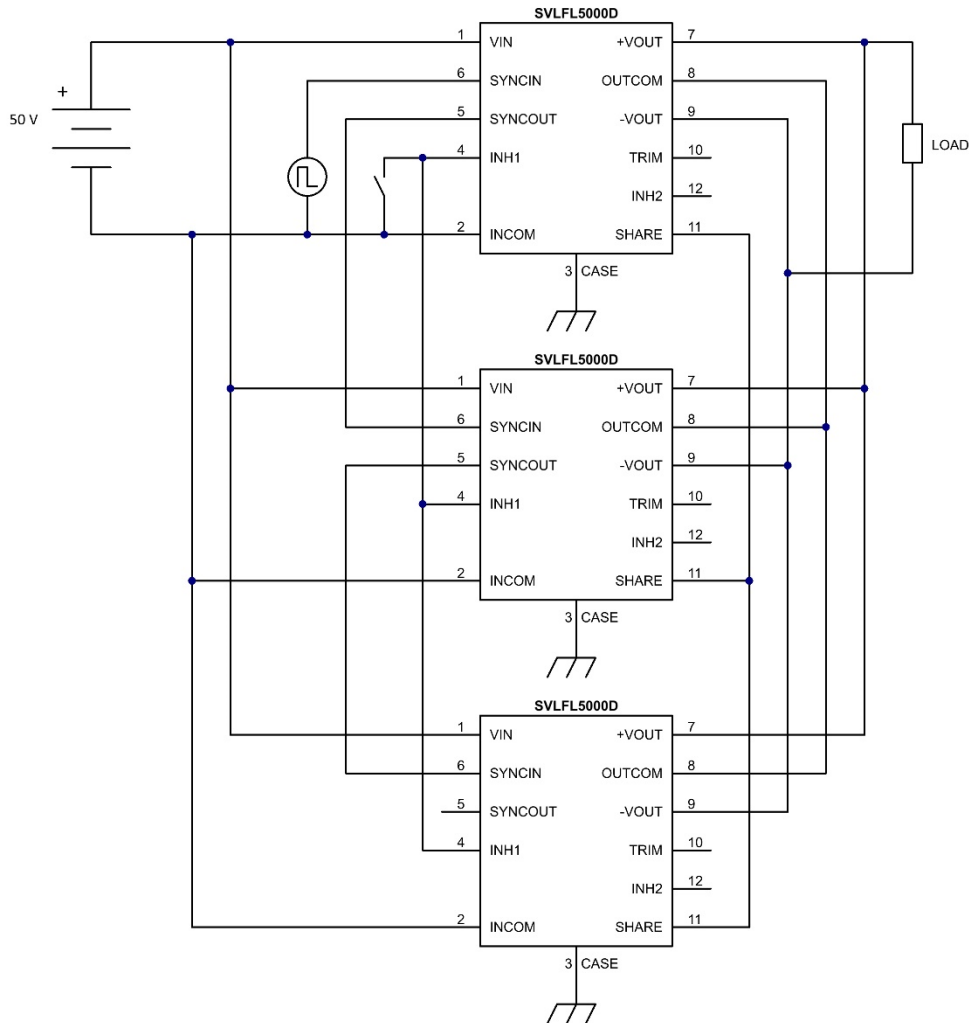 SVLFL5000D
1 VIN +VOUT 7
6 SYNCIN OUTCOM 8
+
50 V
5 SYNCOUT -VOUT 9
LOAD
4 INH1 TRIM 10
INH2 12
2 INCOM SHARE 11
3 CASE
SVLFL5000D
1 VIN +VOUT 7
6 SYNCIN OUTCOM 8
5 SYNCOUT -VOUT 9
4 INH1 TRIM 10
INH2 12
2 INCOM SHARE 11
3 CASE
SVLFL5000D
1 VIN +VOUT 7
6 SYNCIN OUTCOM 8
5 SYNCOUT -VOUT 9
4 INH1 TRIM 10
INH2 12
2 INCOM SHARE 11
3 CASE